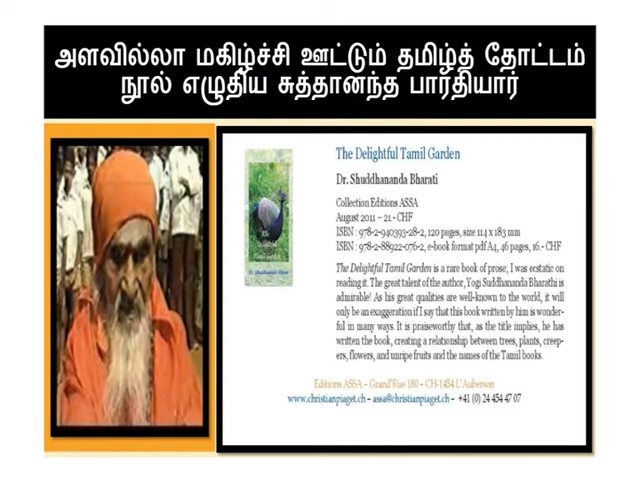 அளவில்லா மகிழ்ச்சி ஊட்டும் தமிழ்த் தோட்டம்
நூல் எழுதிய சுத்தானந்த பார்தியார்
The Delightful Tamil Garden
Dr. Shuddhananda Bharati
Collection Editions ASSA
August 2011 – 21.- CHF
ISBN : 978-2-940393-28-2, 120 pages, size 114 x 183 mm
ISBN : 978-2-88922-076-2, e-book format pdf A4, 46 pages, 16.- CHF
The Delightful Tamil Garden is a rare book of prose; I was ecstatic on
reading it. The great talent of the author, Yogi Suddhananda Bharathi is
admirable! As his great qualities are well-known to the world, it will
only be an exaggeration if I say that this book written by him is wonder-
ful in many ways. It is praiseworthy that, as the title implies, he has
written the book, creating a relationship between trees, plants, creep-
ers, flowers, and unripe fruits and the names of the Tamil books.
The
Delightful
Tamil Garden
Editions ASSA – Grand'Rue 180 – CH-1454 L'Auberson
www.christianpiaget.ch – assa@christianpiaget.ch – +41 (0) 24 454 47 07